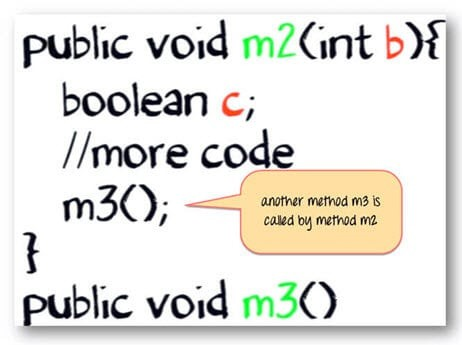 public void m2(int b){
boolean c;
//more code
m3();
another method m3 is
called by method m2
}
public void m3()